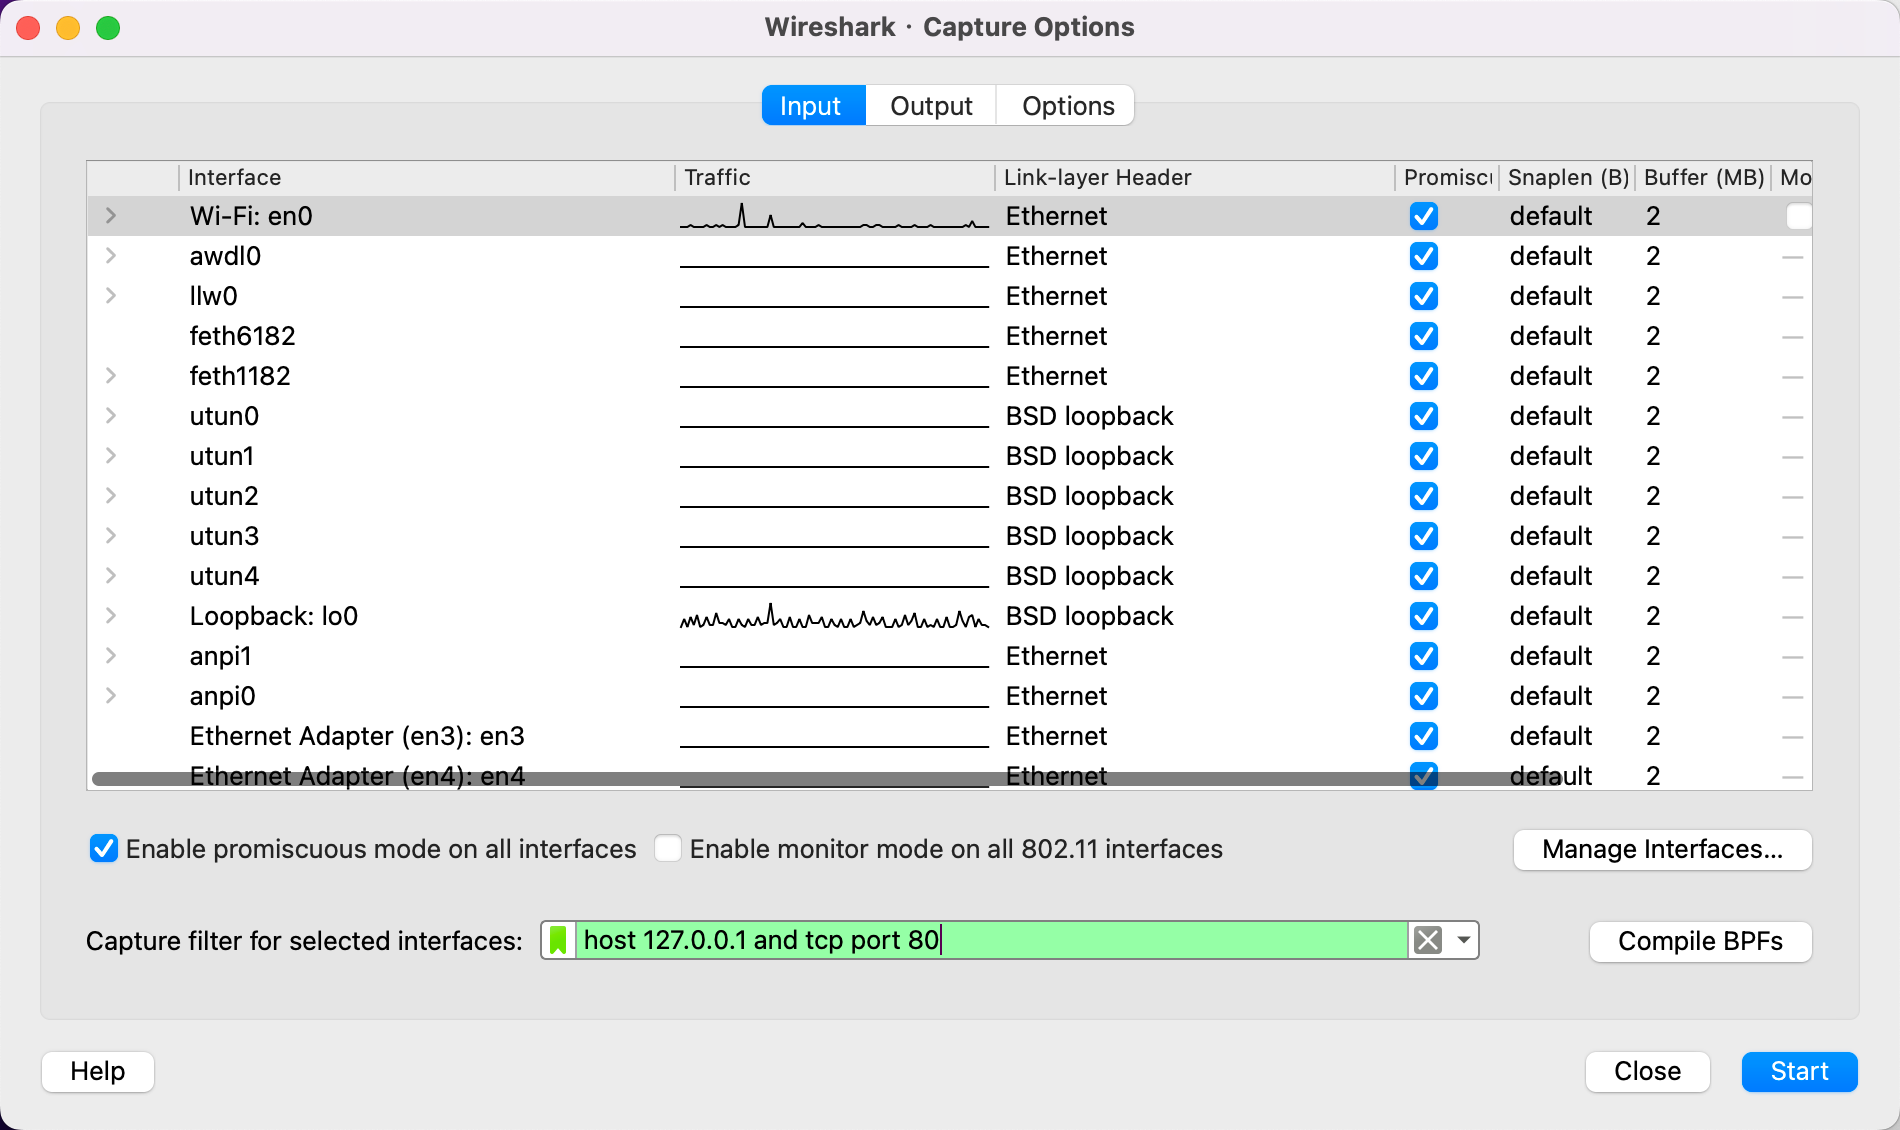 Wireshark · Capture Options
Input Output Options
Interface Traffic Link-layer Header Promisc Snaplen (B) Buffer (MB) Mo
Wi-Fi: en0 Ethernet default 2
awdl0 Ethernet default 2 —
llw0 Ethernet default 2 —
feth6182 Ethernet default 2 —
feth1182 Ethernet default 2 —
utun0 BSD loopback default 2 —
utun1 BSD loopback default 2 —
utun2 BSD loopback default 2 —
utun3 BSD loopback default 2 —
utun4 BSD loopback default 2 —
Loopback: lo0 BSD loopback default 2 —
anpi1 Ethernet default 2 —
anpi0 Ethernet default 2 —
Ethernet Adapter (en3): en3 Ethernet default 2 —
Ethernet Adapter (en4): en4 Ethernet default 2 —
Enable promiscuous mode on all interfaces Enable monitor mode on all 802.11 interfaces Manage Interfaces...
Capture filter for selected interfaces: host 127.0.0.1 and tcp port 80 Compile BPFs
Help Close Start